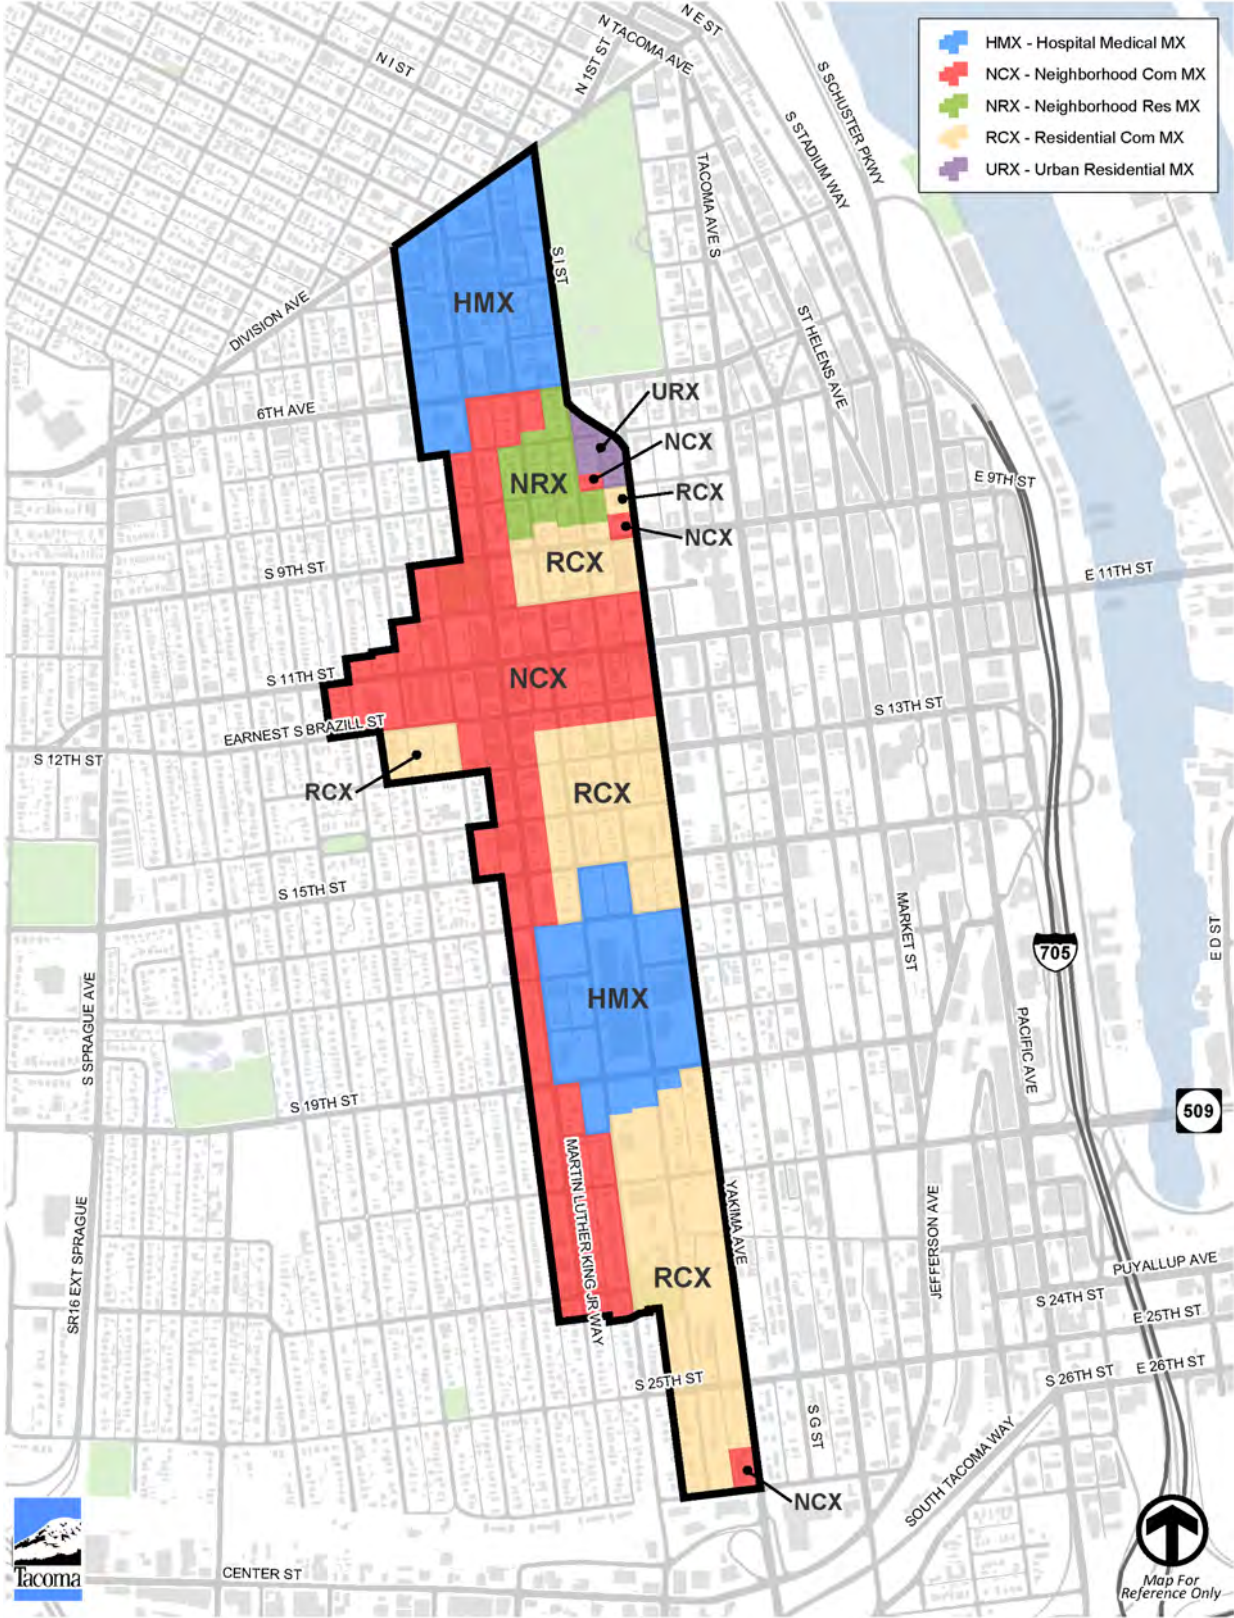 HMX - Hospital Medical MX
NCX - Neighborhood Com MX
NRX - Neighborhood Res MX
RCX - Residential Com MX
URX - Urban Residential MX
N E ST
N TACOMA AVE
N I ST
N 1ST ST
S SCHUSTER PKWY
S STADIUM WAY
TACOMA AVE S
S I ST
HMX
DIVISION AVE
ST HELENS AVE
URX
6TH AVE
NCX
NRX
RCX
E 9TH ST
NCX
RCX
S 9TH ST
E 11TH ST
S 11TH ST
NCX
S 13TH ST
EARNEST S BRAZILL ST
S 12TH ST
RCX
RCX
S 15TH ST
MARKET ST
E D ST
705
HMX
S SPRAGUE AVE
PACIFIC AVE
S 19TH ST
509
MARTIN LUTHER KING JR WAY
YAKIMA AVE
JEFFERSON AVE
SR16 EXT SPRAGUE
RCX
PUYALLUP AVE
S 24TH ST
E 25TH ST
S 25TH ST
S 26TH ST
E 26TH ST
S G ST
SOUTH TACOMA WAY
NCX
Tacoma
CENTER ST
Map For
Reference Only